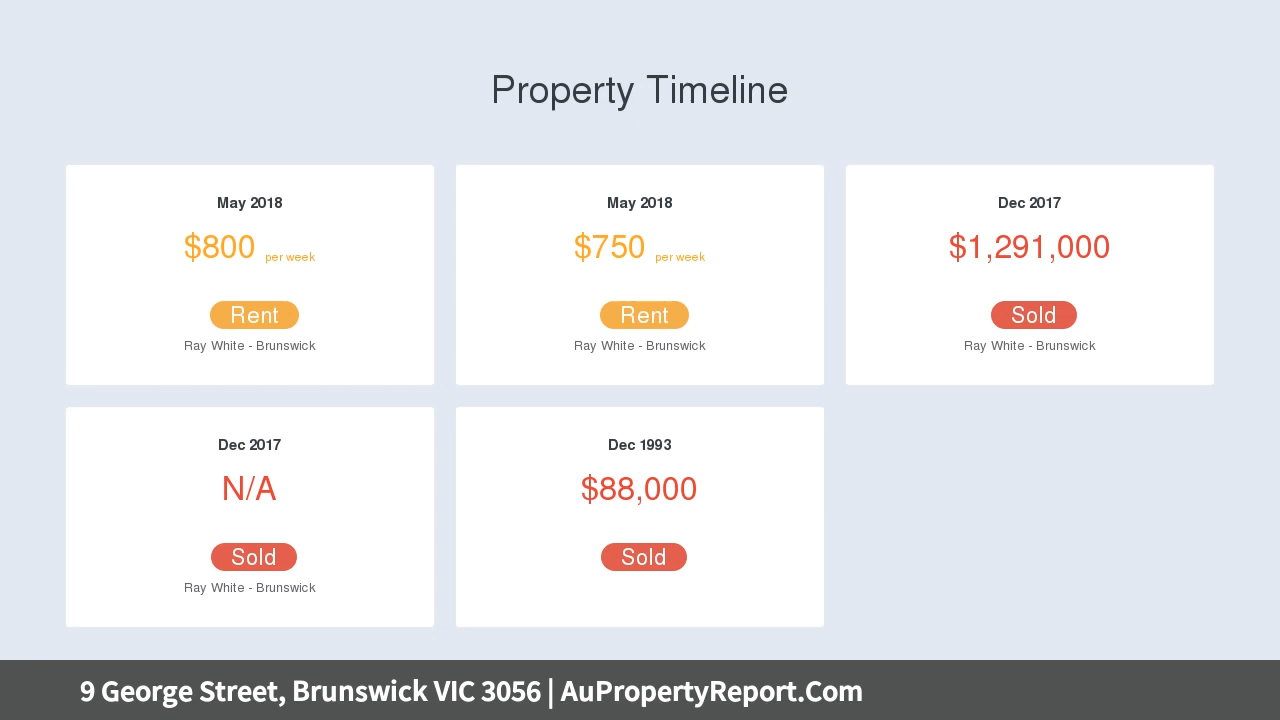 Property Timeline
May 2018
$800 per week
Rent
Ray White - Brunswick
May 2018
$750 per week
Rent
Ray White - Brunswick
Dec 2017
$1,291,000
Sold
Ray White - Brunswick
Dec 2017
N/A
Sold
Ray White - Brunswick
Dec 1993
$88,000
Sold
9 George Street, Brunswick VIC 3056 | AuPropertyReport.Com